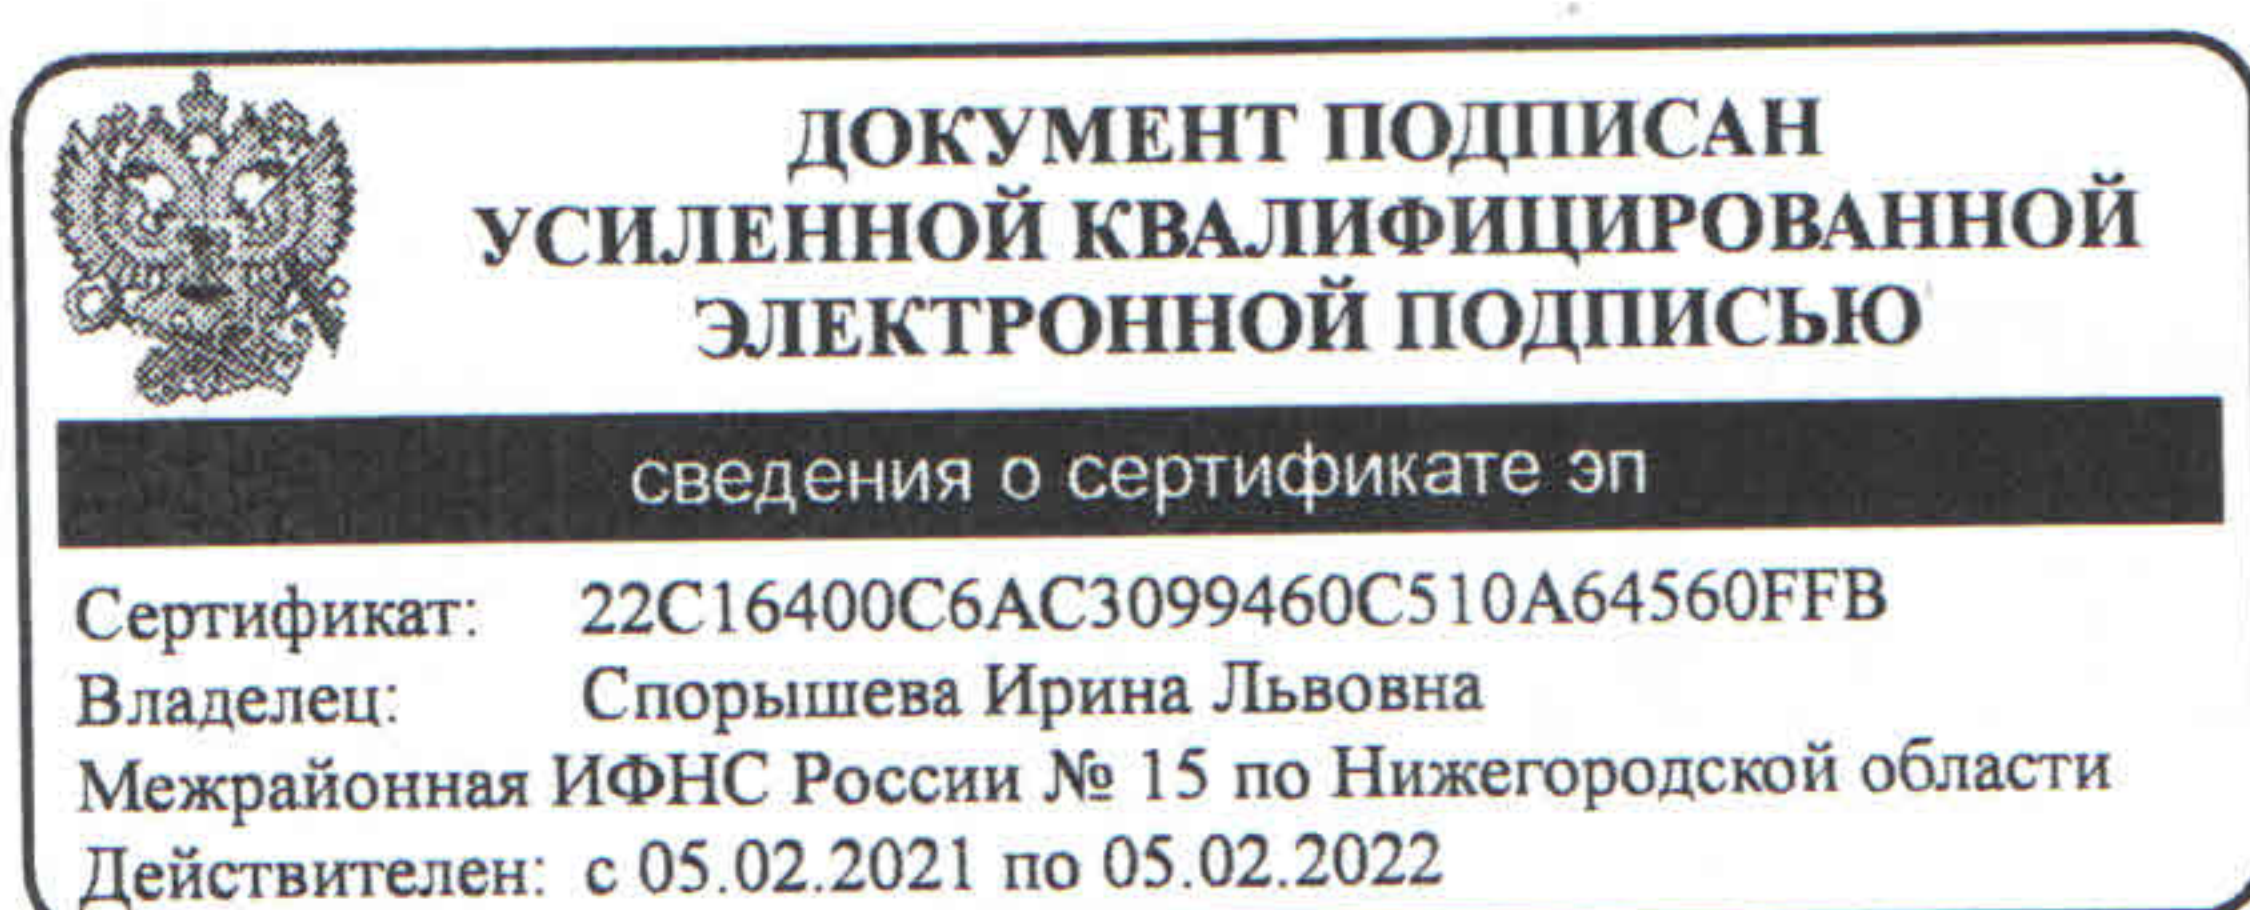 ДОКУМЕНТ ПОДПИСАН
УСИЛЕННОЙ КВАЛИФИЦИРОВАННОЙ
ЭЛЕКТРОННОЙ ПОДПИСЬЮ
сведения о сертификате эп
Сертификат: 22C16400C6AC3099460C510A64560FFB
Владелец: Спорышева Ирина Львовна
Межрайонная ИФНС России № 15 по Нижегородской области
Действителен: с 05.02.2021 по 05.02.2022